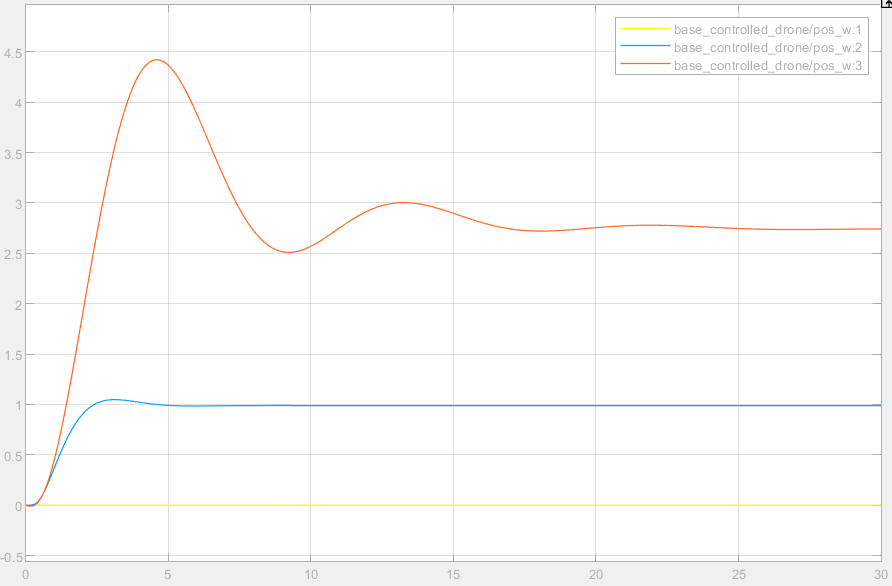 base_controlled_drone/pos_w:1
base_controlled_drone/pos_w:2
base_controlled_drone/pos_w:3
4.5
4
3.5
3
2.5
2
1.5
1
0.5
0
-0.5
0 5 10 15 20 25 30